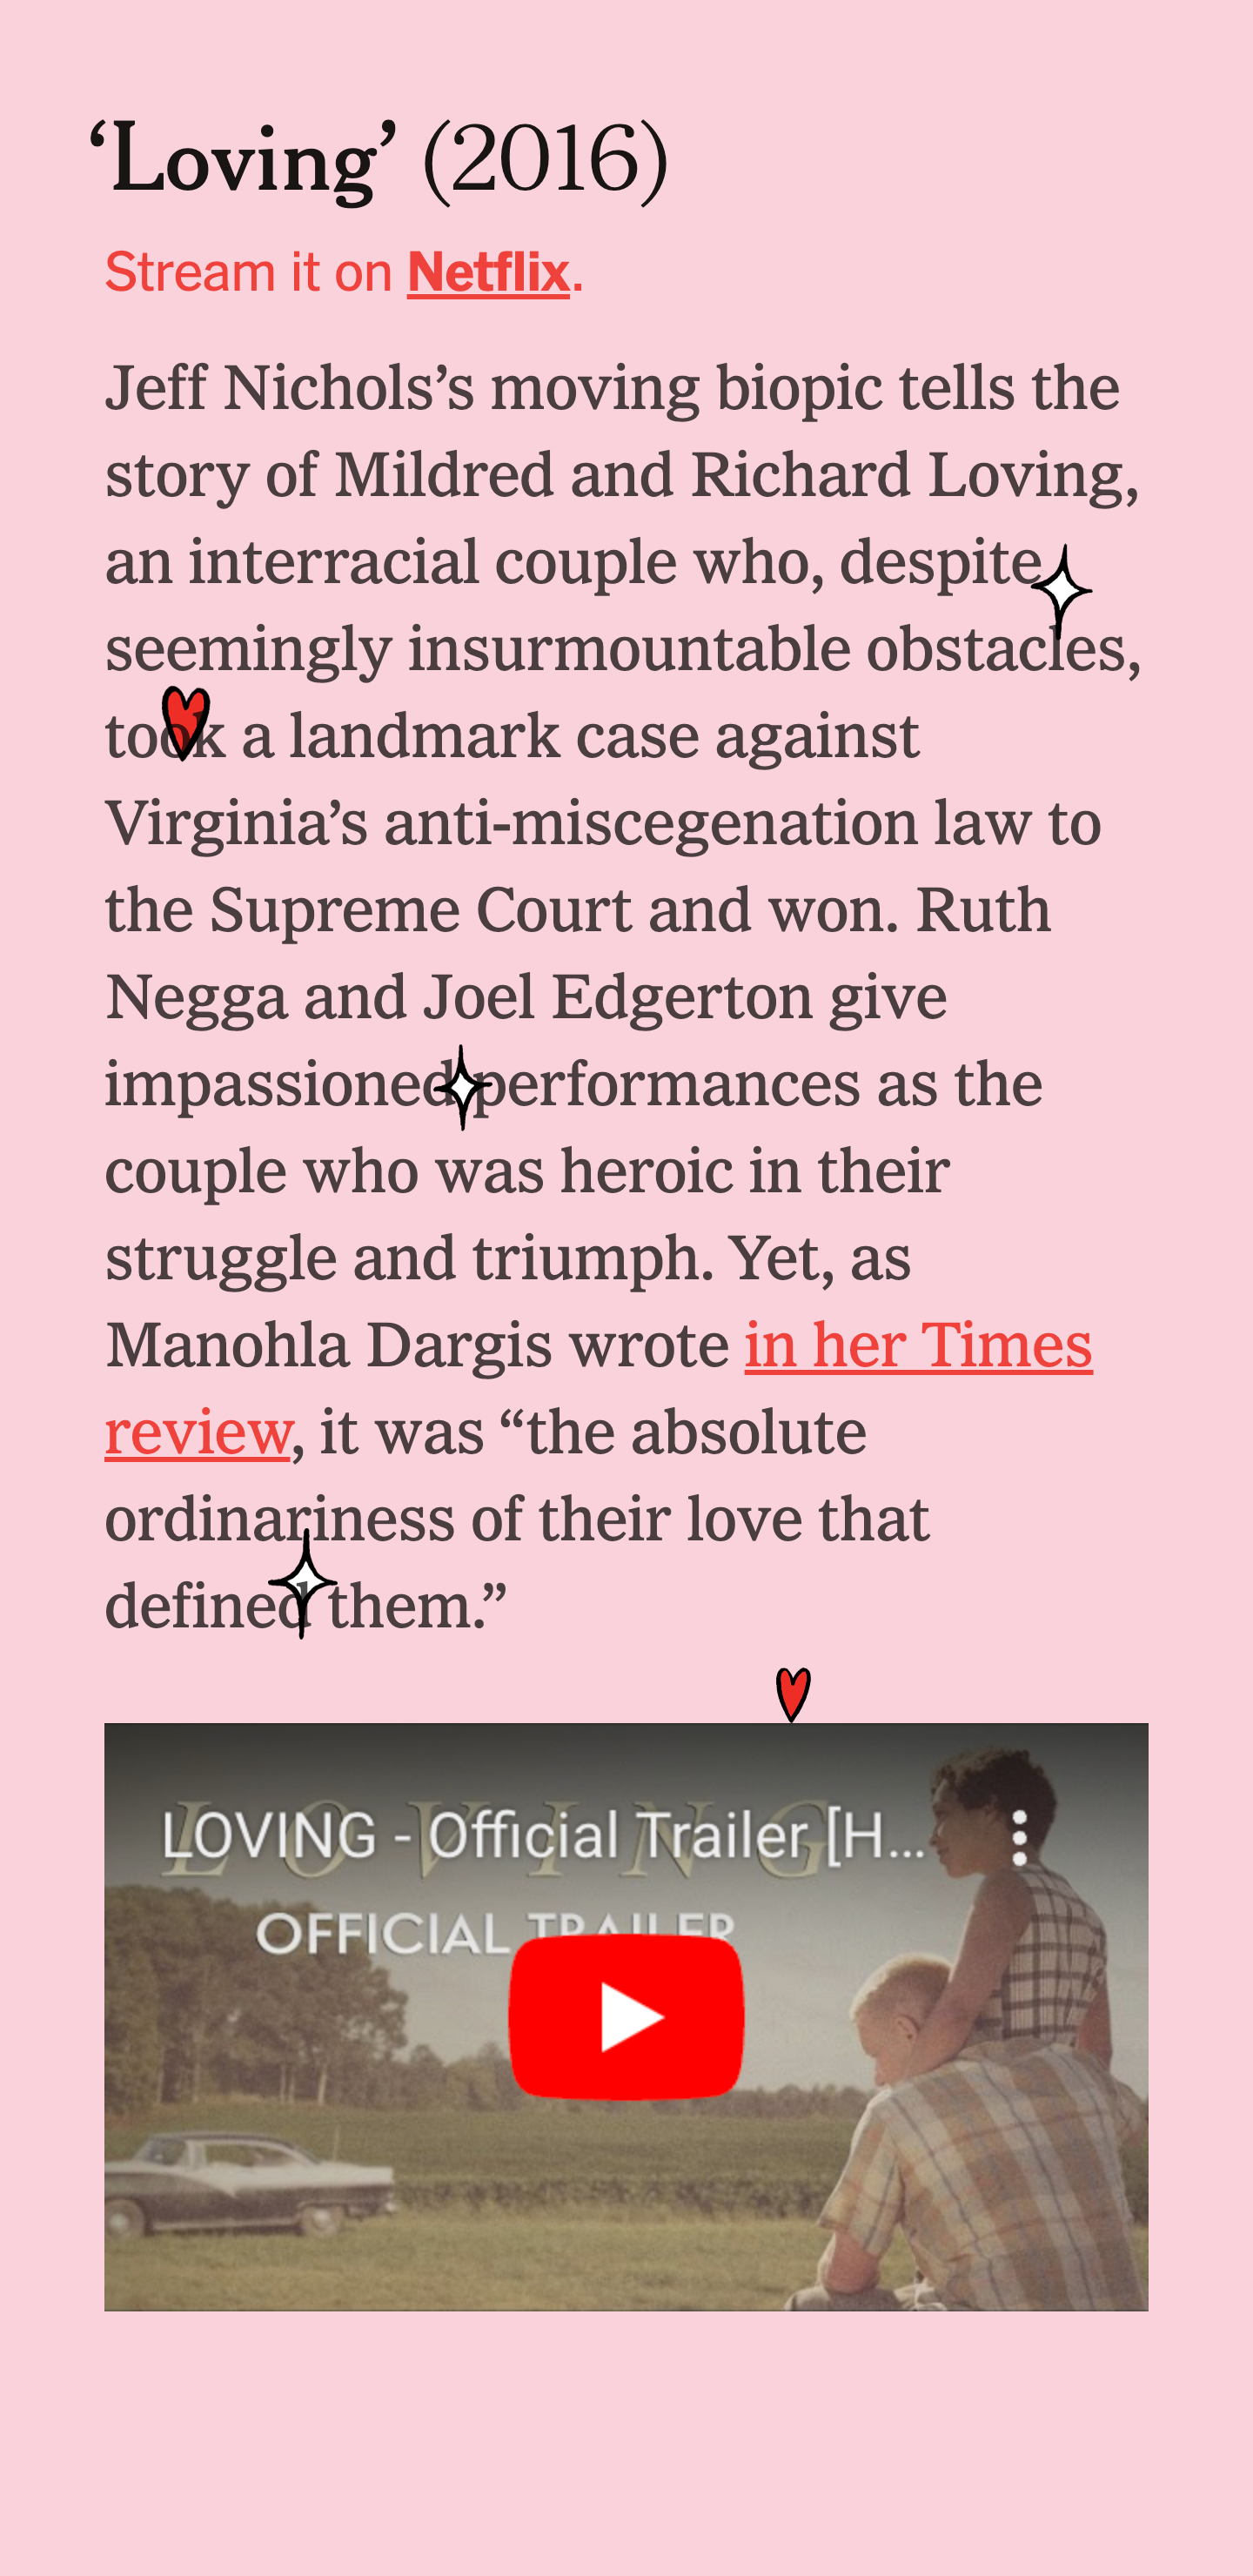 ‘Loving’ (2016)
Stream it on Netflix.
Jeff Nichols’s moving biopic tells the
story of Mildred and Richard Loving,
an interracial couple who, despite
seemingly insurmountable obstacles,
took a landmark case against
Virginia’s anti-miscegenation law to
the Supreme Court and won. Ruth
Negga and Joel Edgerton give
impassioned performances as the
couple who was heroic in their
struggle and triumph. Yet, as
Manohla Dargis wrote in her Times
review, it was “the absolute
ordinariness of their love that
defined them.”
LOVING
LOVING - Official Trailer [H...
OFFICIAL TRAILER